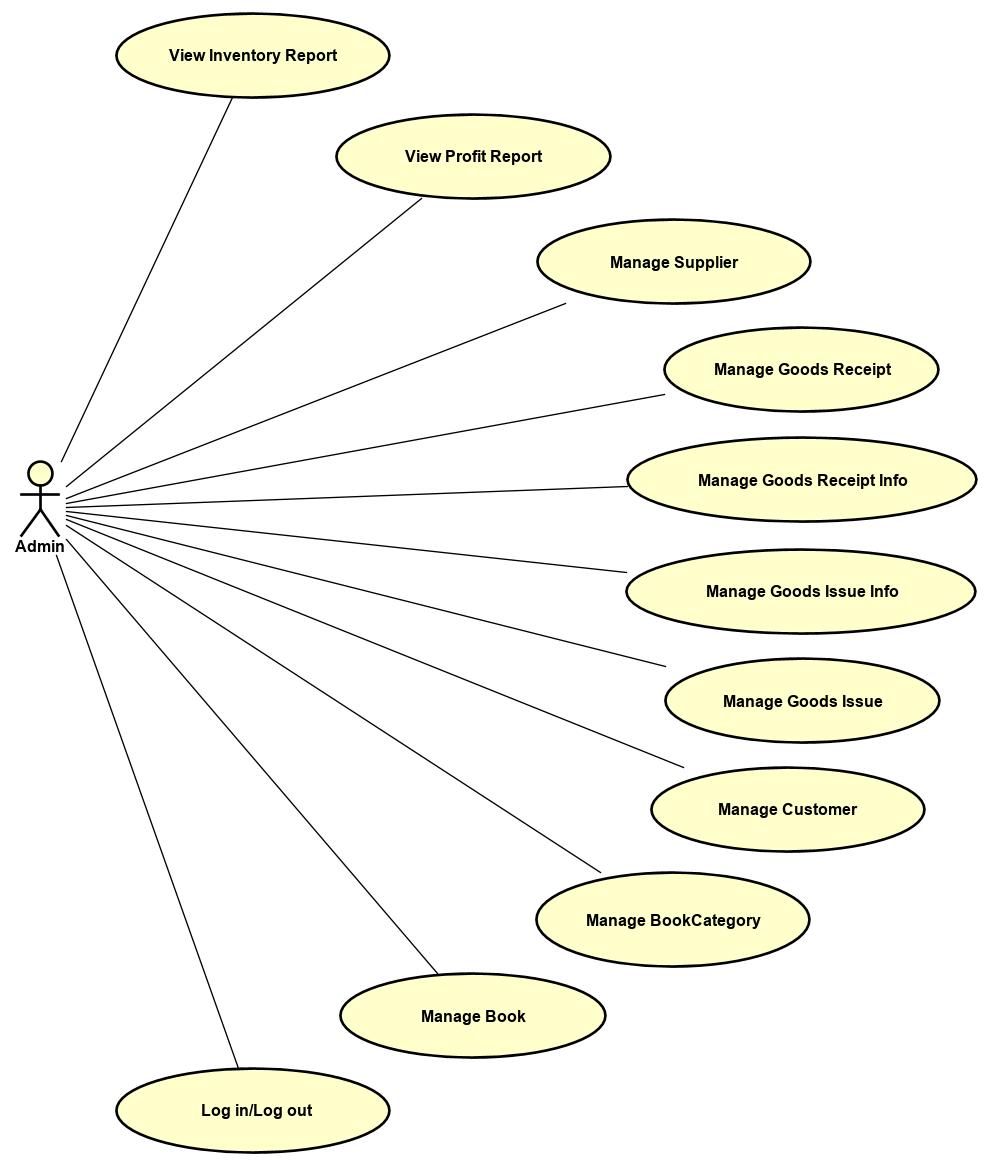 View Inventory Report
View Profit Report
Manage Supplier
Manage Goods Receipt
Manage Goods Receipt Info
Admin
Manage Goods Issue Info
Manage Goods Issue
Manage Customer
Manage BookCategory
Manage Book
Log in/Log out